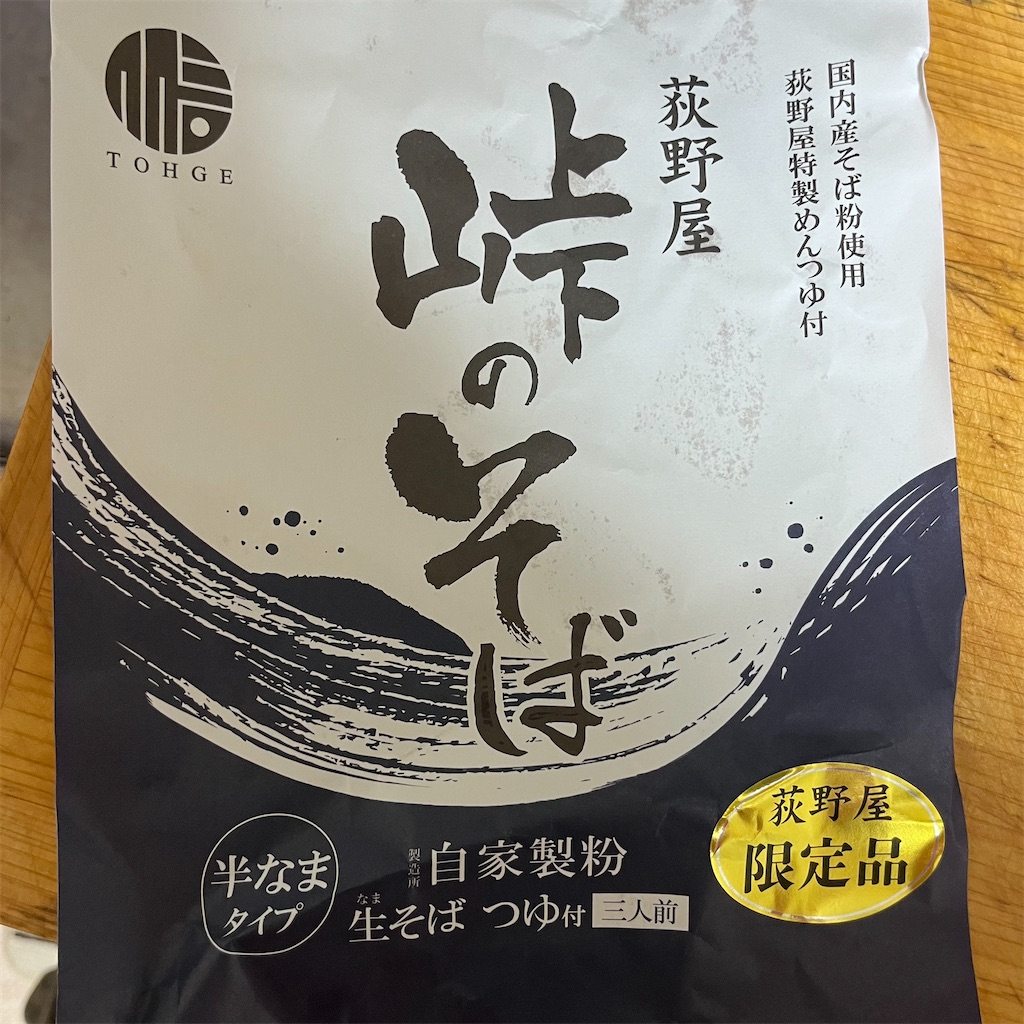 国内産そば粉使用
荻野屋特製めんつゆ付
荻野屋
峠のそば
TOHGE
半なま
タイプ
製造所
自家製粉
なま
生そば つゆ付 三人前
荻野屋
限定品